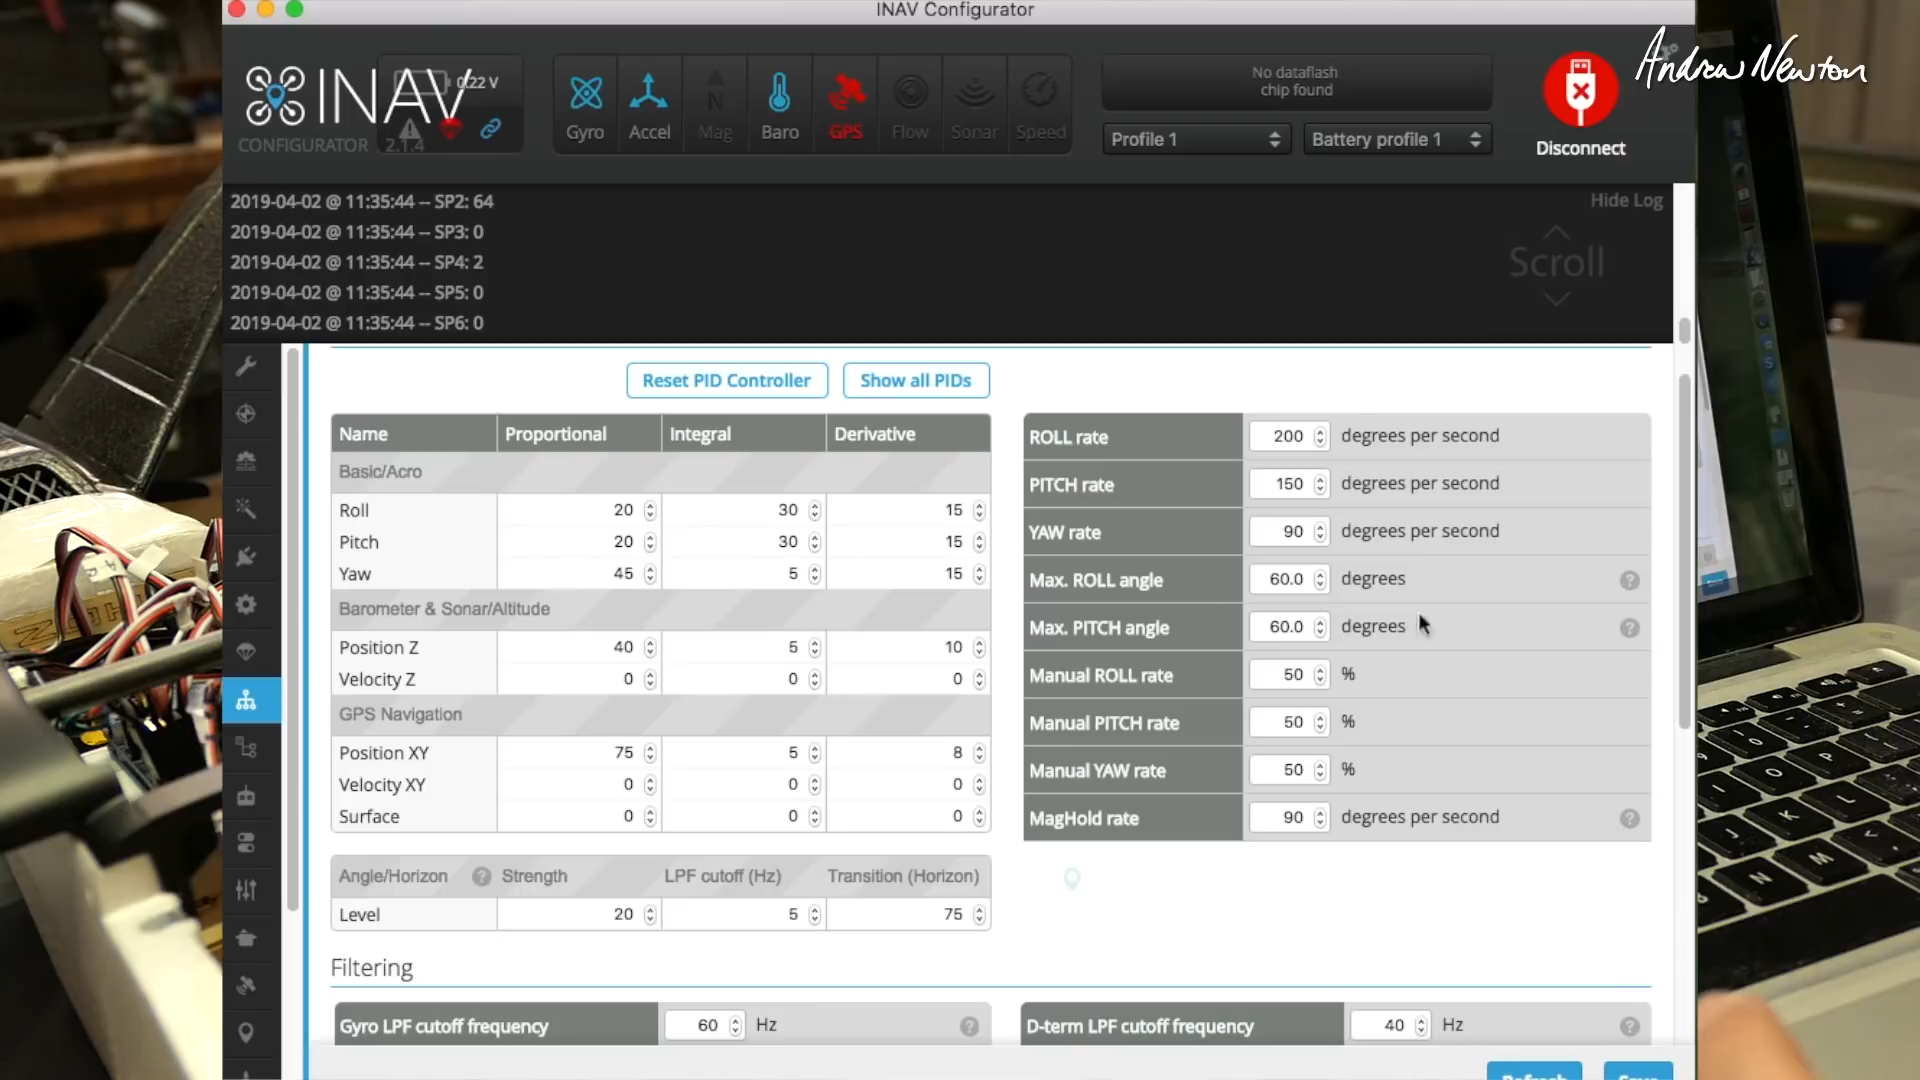 INAV Configurator
Andrew Newton
INAV
CONFIGURATOR 2.1.4
0.22 V
Gyro
Accel
Mag
Baro
GPS
Flow
Sonar
Speed
No dataflash
chip found
Profile 1
Battery profile 1
Disconnect
2019-04-02 @ 11:35:44 -- SP2: 64
2019-04-02 @ 11:35:44 -- SP3: 0
2019-04-02 @ 11:35:44 -- SP4: 2
2019-04-02 @ 11:35:44 -- SP5: 0
2019-04-02 @ 11:35:44 -- SP6: 0
Hide Log
Scroll
Reset PID Controller
Show all PIDs
Name Proportional Integral Derivative
Basic/Acro
Roll 20 30 15
Pitch 20 30 15
Yaw 45 5 15
Barometer & Sonar/Altitude
Position Z 40 5 10
Velocity Z 0 0 0
GPS Navigation
Position XY 75 5 8
Velocity XY 0 0 0
Surface 0 0 0
Angle/Horizon ? Strength LPF cutoff (Hz) Transition (Horizon)
Level 20 5 75
ROLL rate 200 degrees per second
PITCH rate 150 degrees per second
YAW rate 90 degrees per second
Max. ROLL angle 60.0 degrees ?
Max. PITCH angle 60.0 degrees ?
Manual ROLL rate 50 %
Manual PITCH rate 50 %
Manual YAW rate 50 %
MagHold rate 90 degrees per second ?
Filtering
Gyro LPF cutoff frequency 60 Hz ?
D-term LPF cutoff frequency 40 Hz ?
Refresh
Save